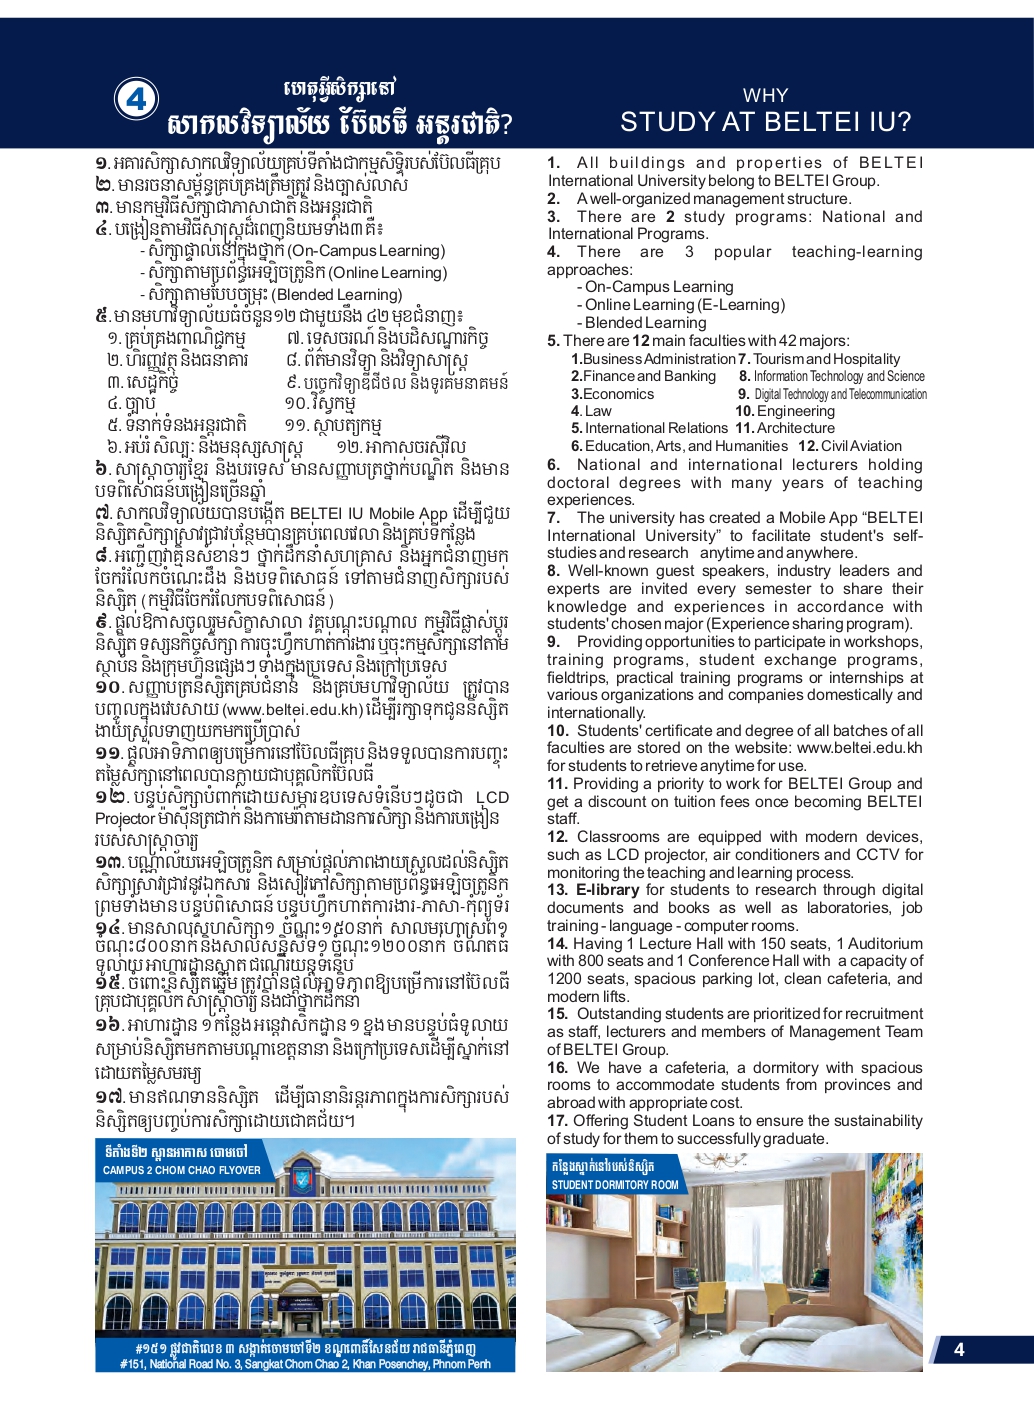 4
ហេតុអ្វីសិក្សានៅ
សាកលវិទ្យាល័យ ប៊ែលធី អន្តរជាតិ?
WHY
STUDY AT BELTEI IU?
១. អគារសិក្សាសាកលវិទ្យាល័យគ្រប់ទីតាំងជាកម្មសិទ្ធិរបស់ប៊ែលធីគ្រុប
២. មានរចនាសម្ព័ន្ធគ្រប់គ្រងត្រឹមត្រូវ និងច្បាស់លាស់
៣. មានកម្មវិធីសិក្សាជាភាសាជាតិ និងអន្តរជាតិ
៤. បង្រៀនតាមវិធីសាស្ត្រដ៏ពេញនិយមទាំង៣គឺ៖
- សិក្សាផ្ទាល់នៅក្នុងថ្នាក់ (On-Campus Learning)
- សិក្សាតាមប្រព័ន្ធអេឡិចត្រូនិក (Online Learning)
- សិក្សាតាមបែបចម្រុះ (Blended Learning)
៥. មានមហាវិទ្យាល័យធំចំនួន១២ ជាមួយនឹង ៤២ មុខជំនាញ៖
១. គ្រប់គ្រងពាណិជ្ជកម្ម ៧. ទេសចរណ៍ និងបដិសណ្ឋារកិច្ច
២. ហិរញ្ញវត្ថុ និងធនាគារ ៨. ព័ត៌មានវិទ្យា និងវិទ្យាសាស្ត្រ
៣. សេដ្ឋកិច្ច ៩. បច្ចេកវិទ្យាឌីជីថល និងទូរគមនាគមន៍
៤. ច្បាប់ ១០. វិស្វកម្ម
៥. ទំនាក់ទំនងអន្តរជាតិ ១១. ស្ថាបត្យកម្ម
៦. អប់រំ សិល្បៈ និងមនុស្សសាស្ត្រ ១២. អាកាសចរស៊ីវិល
៦. សាស្ត្រាចារ្យខ្មែរ និងបរទេស មានសញ្ញាបត្រថ្នាក់បណ្ឌិត និងមាន
បទពិសោធន៍បង្រៀនច្រើនឆ្នាំ
៧. សាកលវិទ្យាល័យបានបង្កើត BELTEI IU Mobile App ដើម្បីជួយ
និស្សិតសិក្សាស្រាវជ្រាវបន្ថែមបានគ្រប់ពេលវេលា និងគ្រប់ទីកន្លែង
៨. អញ្ជើញវាគ្មិនសំខាន់ៗ ថ្នាក់ដឹកនាំសហគ្រាស និងអ្នកជំនាញមក
ចែករំលែកចំណេះដឹង និងបទពិសោធន៍ ទៅតាមជំនាញសិក្សារបស់
និស្សិត (កម្មវិធីចែករំលែកបទពិសោធន៍)
៩. ផ្តល់ឱកាសចូលរួមសិក្ខាសាលា វគ្គបណ្តុះបណ្តាល កម្មវិធីផ្លាស់ប្តូរ
និស្សិត ទស្សនកិច្ចសិក្សា ការចុះហ្វឹកហាត់ការងារ ឬចុះកម្មសិក្សានៅតាម
ស្ថាប័ន និងក្រុមហ៊ុនផ្សេងៗ ទាំងក្នុងប្រទេស និងក្រៅប្រទេស
១០. សញ្ញាបត្រនិស្សិតគ្រប់ជំនាន់ និងគ្រប់មហាវិទ្យាល័យ ត្រូវបាន
បញ្ចូលក្នុងវេបសាយ (www.beltei.edu.kh) ដើម្បីរក្សាទុកជូននិស្សិត
ងាយស្រួលទាញយកមកប្រើប្រាស់
១១. ផ្តល់អាទិភាពឲ្យបម្រើការនៅប៊ែលធីគ្រុប និងទទួលបានការបញ្ចុះ
តម្លៃសិក្សានៅពេលបានក្លាយជាបុគ្គលិកប៊ែលធី
១២. បន្ទប់សិក្សាបំពាក់ដោយសម្ភារឧបទេសទំនើបៗដូចជា LCD
Projector ម៉ាស៊ីនត្រជាក់ និងកាមេរ៉ាតាមដានការសិក្សា និងការបង្រៀន
របស់សាស្ត្រាចារ្យ
១៣. បណ្ណាល័យអេឡិចត្រូនិក សម្រាប់ផ្តល់ភាពងាយស្រួលដល់និស្សិត
សិក្សាស្រាវជ្រាវនូវឯកសារ និងសៀវភៅសិក្សាតាមប្រព័ន្ធអេឡិចត្រូនិក
ព្រមទាំងមាន បន្ទប់ពិសោធន៍ បន្ទប់ហ្វឹកហាត់ការងារ-ភាសា-កុំព្យូទ័រ
១៤. មានសាលសហសិក្សា១ ចំណុះ១៥០នាក់ សាលមហោស្រព១
ចំណុះ៨០០នាក់ និងសាលសន្និសីទ១ ចំណុះ១២០០នាក់ ចំណតធំ
ទូលាយ អាហារដ្ឋានស្អាត ជណ្តើរយន្តទំនើប
១៥. ចំពោះនិស្សិតឆ្នើម ត្រូវបានផ្តល់អាទិភាពឱ្យបម្រើការនៅប៊ែលធី
គ្រុបជាបុគ្គលិក សាស្ត្រាចារ្យ និងជាថ្នាក់ដឹកនាំ
១៦. អាហារដ្ឋាន ១កន្លែង អន្តេវាសិកដ្ឋាន ១ ខ្នង មានបន្ទប់ធំទូលាយ
សម្រាប់និស្សិតមកតាមបណ្តាខេត្តនានា និងក្រៅប្រទេសដើម្បីស្នាក់នៅ
ដោយតម្លៃសមរម្យ
១៧. មានឥណទាននិស្សិត ដើម្បីធានានិរន្តរភាពក្នុងការសិក្សារបស់
និស្សិតឲ្យបញ្ចប់ការសិក្សាដោយជោគជ័យ។
1. All buildings and properties of BELTEI
International University belong to BELTEI Group.
2. A well-organized management structure.
3. There are 2 study programs: National and
International Programs.
4. There are 3 popular teaching-learning
approaches:
- On-Campus Learning
- Online Learning (E-Learning)
- Blended Learning
5. There are 12 main faculties with 42 majors:
1.Business Administration 7. Tourism and Hospitality
2.Finance and Banking 8. Information Technology and Science
3.Economics 9. Digital Technology and Telecommunication
4. Law 10. Engineering
5. International Relations 11. Architecture
6. Education, Arts, and Humanities 12. Civil Aviation
6. National and international lecturers holding
doctoral degrees with many years of teaching
experiences.
7. The university has created a Mobile App “BELTEI
International University” to facilitate student's self-
studies and research anytime and anywhere.
8. Well-known guest speakers, industry leaders and
experts are invited every semester to share their
knowledge and experiences in accordance with
students' chosen major (Experience sharing program).
9. Providing opportunities to participate in workshops,
training programs, student exchange programs,
fieldtrips, practical training programs or internships at
various organizations and companies domestically and
internationally.
10. Students' certificate and degree of all batches of all
faculties are stored on the website: www.beltei.edu.kh
for students to retrieve anytime for use.
11. Providing a priority to work for BELTEI Group and
get a discount on tuition fees once becoming BELTEI
staff.
12. Classrooms are equipped with modern devices,
such as LCD projector, air conditioners and CCTV for
monitoring the teaching and learning process.
13. E-library for students to research through digital
documents and books as well as laboratories, job
training - language - computer rooms.
14. Having 1 Lecture Hall with 150 seats, 1 Auditorium
with 800 seats and 1 Conference Hall with a capacity of
1200 seats, spacious parking lot, clean cafeteria, and
modern lifts.
15. Outstanding students are prioritized for recruitment
as staff, lecturers and members of Management Team
of BELTEI Group.
16. We have a cafeteria, a dormitory with spacious
rooms to accommodate students from provinces and
abroad with appropriate cost.
17. Offering Student Loans to ensure the sustainability
of study for them to successfully graduate.
ទីតាំងទី២ ស្ពានអាកាស ចោមចៅ
CAMPUS 2 CHOM CHAO FLYOVER
#១៥១ ផ្លូវជាតិលេខ ៣ សង្កាត់ចោមចៅទី២ ខណ្ឌពោធិ៍សែនជ័យ រាជធានីភ្នំពេញ
#151, National Road No. 3, Sangkat Chom Chao 2, Khan Posenchey, Phnom Penh
កន្លែងស្នាក់នៅរបស់និស្សិត
STUDENT DORMITORY ROOM
4